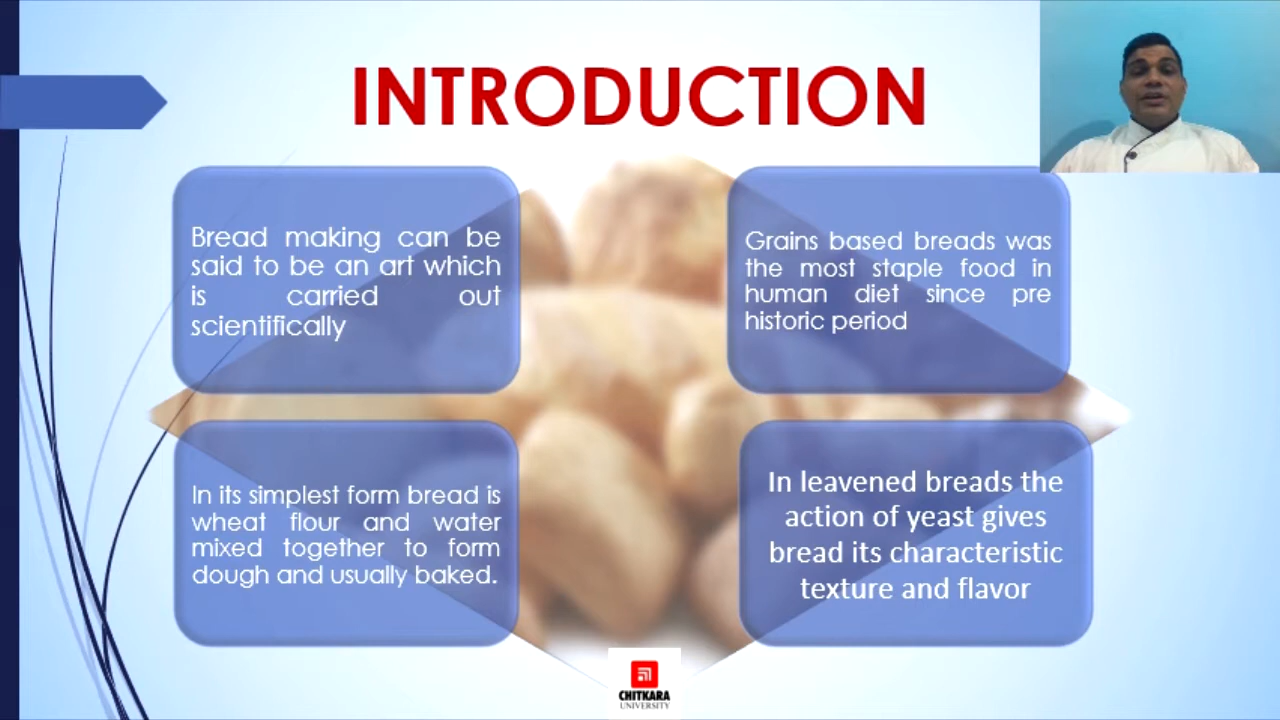 INTRODUCTION
Bread making can be
said to be an art which
is carried out
scientifically
Grains based breads was
the most staple food in
human diet since pre
historic period
In its simplest form bread is
wheat flour and water
mixed together to form
dough and usually baked.
In leavened breads the
action of yeast gives
bread its characteristic
texture and flavor
CHITKARA
UNIVERSITY